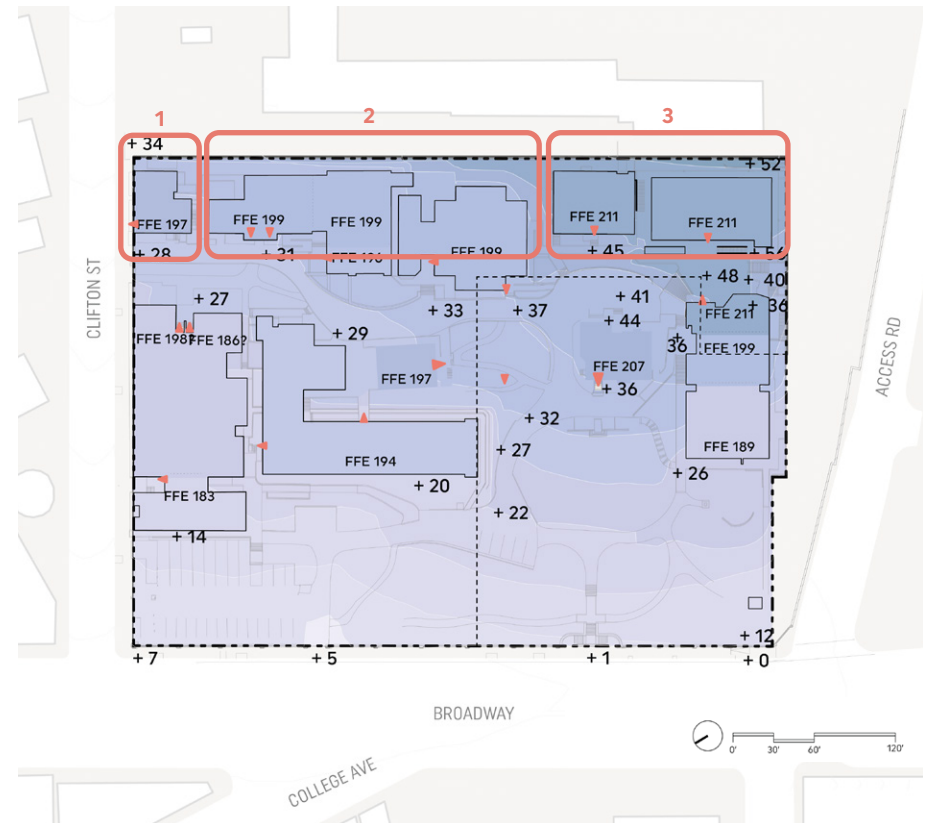 1
2
3
+ 34
+ 52
FFE 197
FFE 199
FFE 199
FFE 211
FFE 211
FFE 199
+ 28
+ 31
+ 45
+ 48
+ 40
+ 27
+ 33
+ 37
+ 41
+ 44
+ 36
FFE 211
36
FFE 199
+ 29
FFE 198?
FFE 186?
FFE 197
FFE 207
+ 36
+ 32
+ 27
FFE 189
FFE 194
+ 26
+ 20
FFE 183
+ 22
+ 14
+ 12
+ 7
+ 5
+ 1
+ 0
CLIFTON ST
ACCESS RD
BROADWAY
COLLEGE AVE
0' 30' 60' 120'